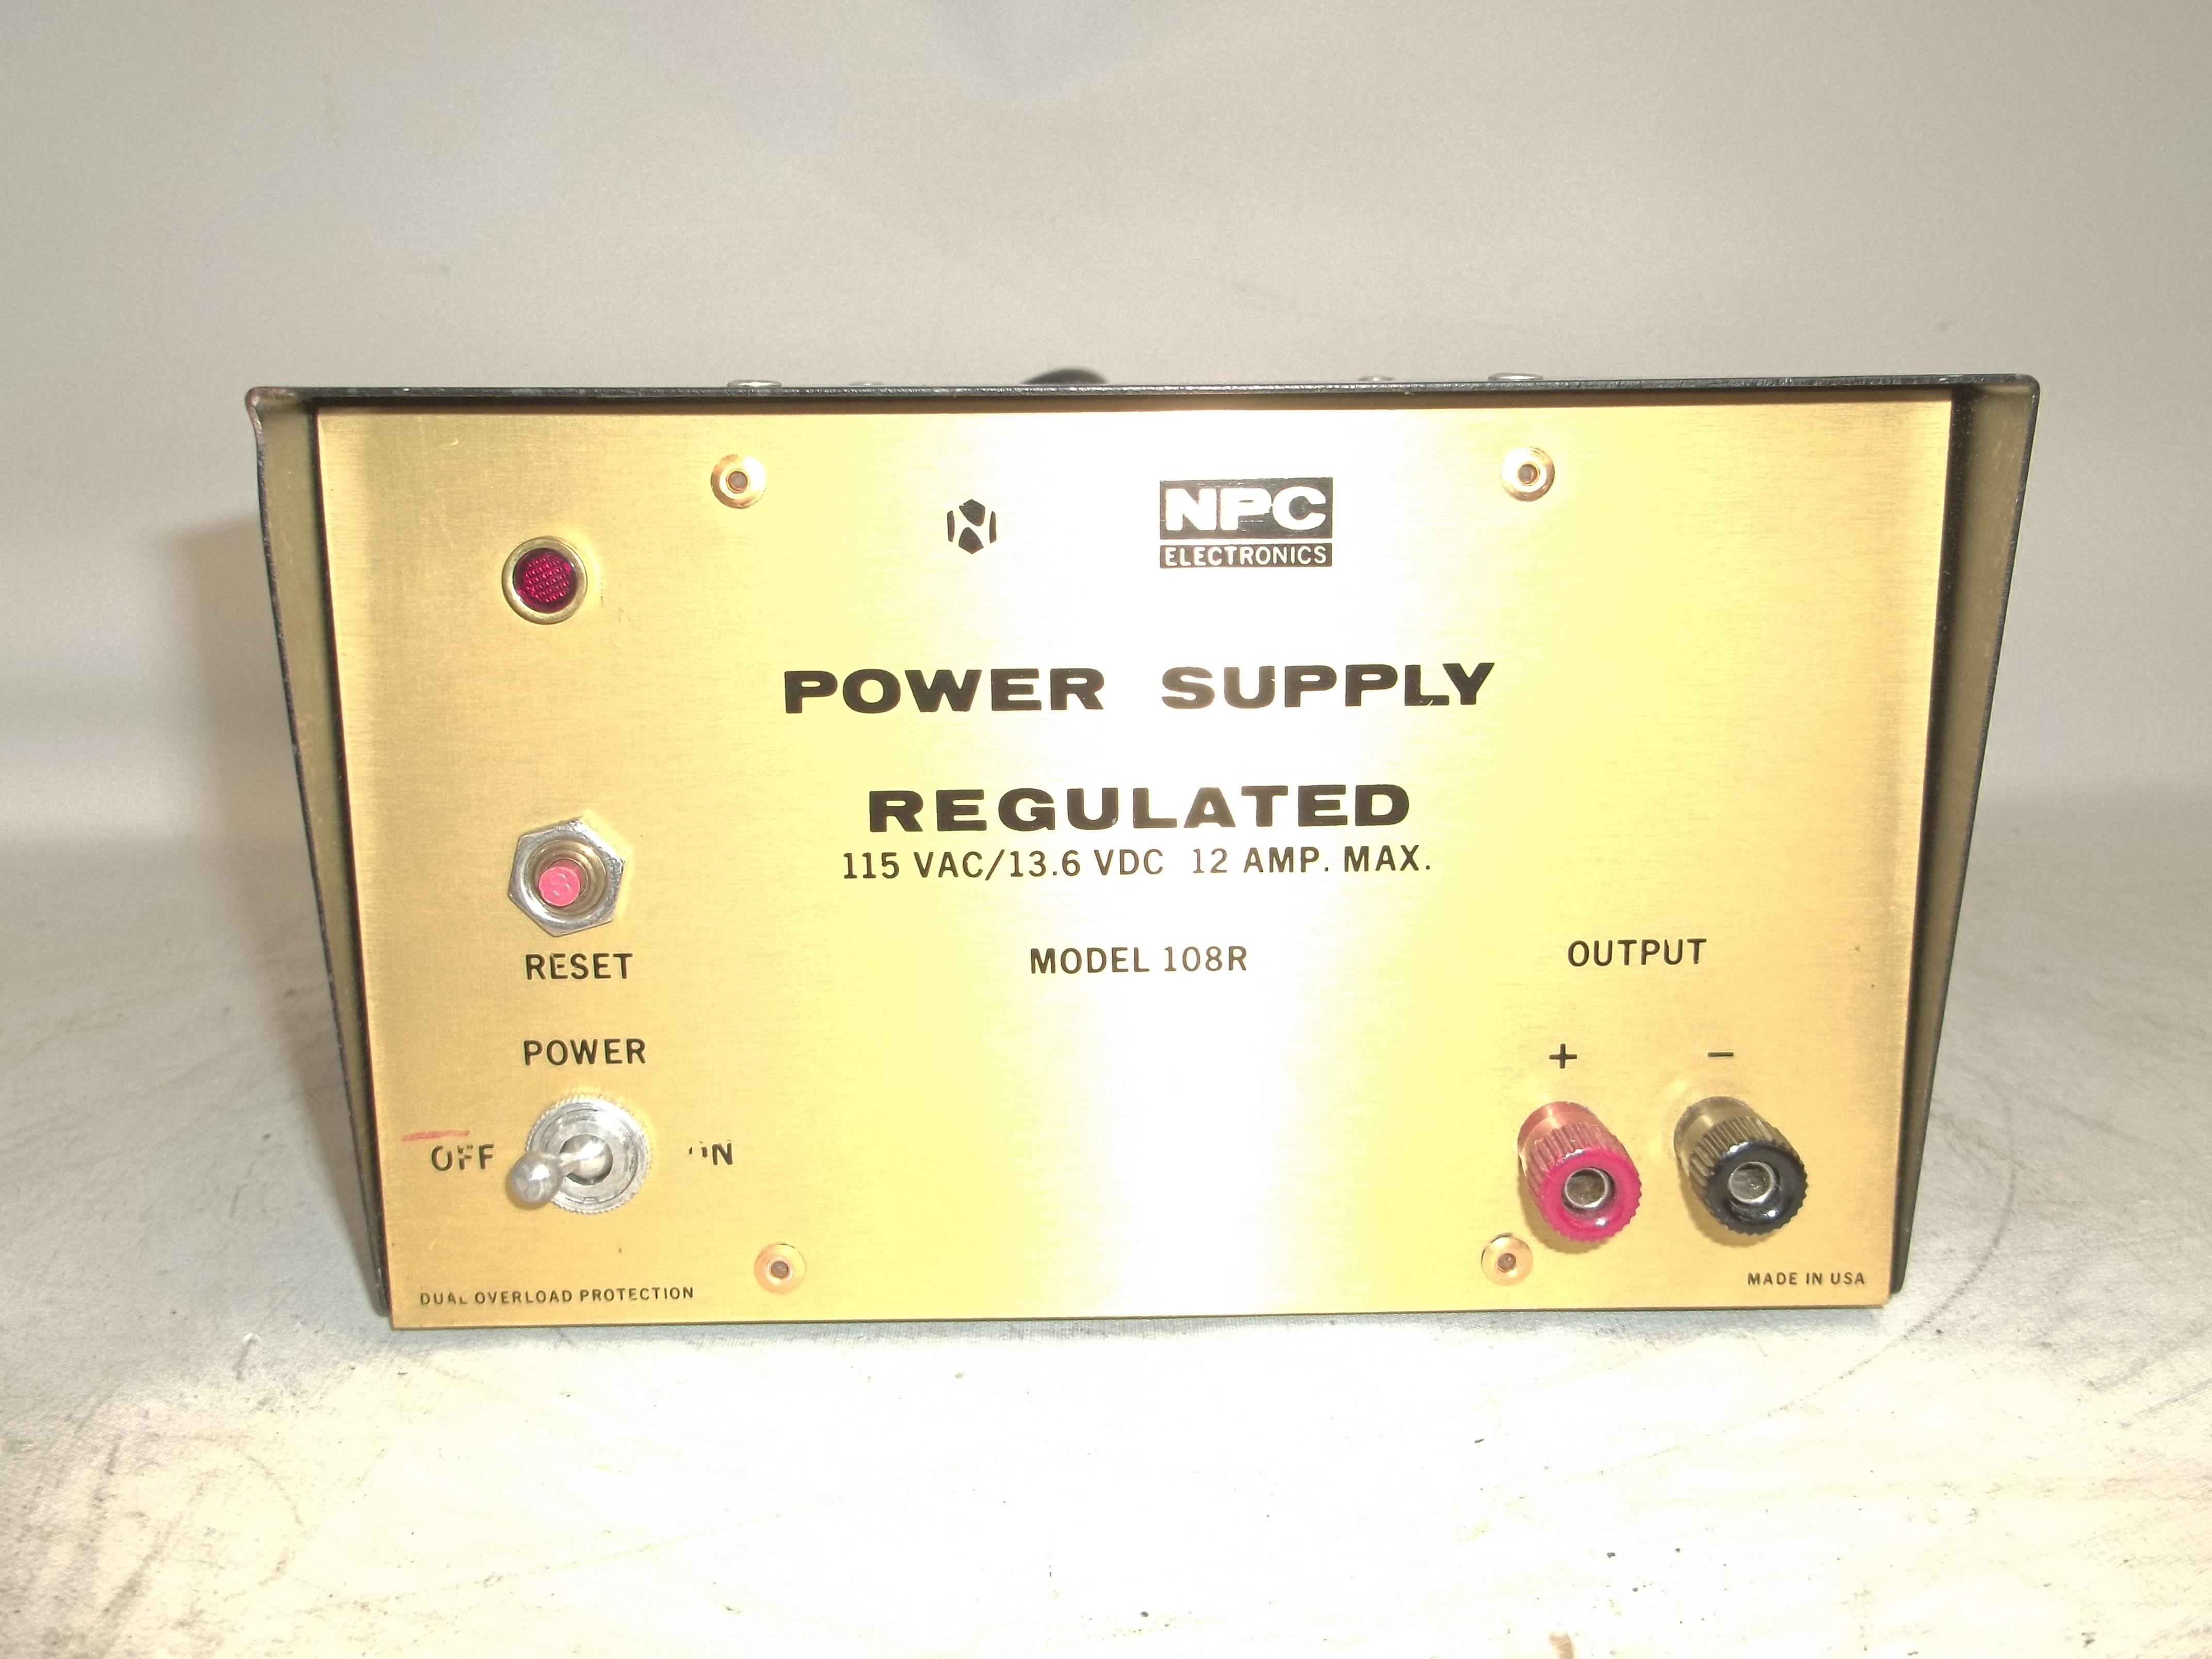 NPC
ELECTRONICS
POWER SUPPLY
REGULATED
115 VAC/13.6 VDC 12 AMP. MAX.
MODEL 108R
RESET
POWER
OFF ON
OUTPUT
+ −
DUAL OVERLOAD PROTECTION
MADE IN USA